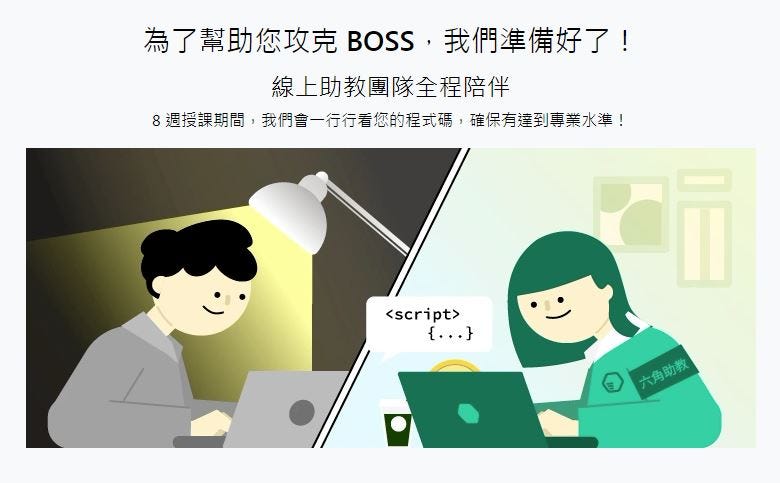 為了幫助您攻克 BOSS，我們準備好了！
線上助教團隊全程陪伴
8 週授課期間，我們會一行行看您的程式碼，確保有達到專業水準！
<script>
{...}
六角助教